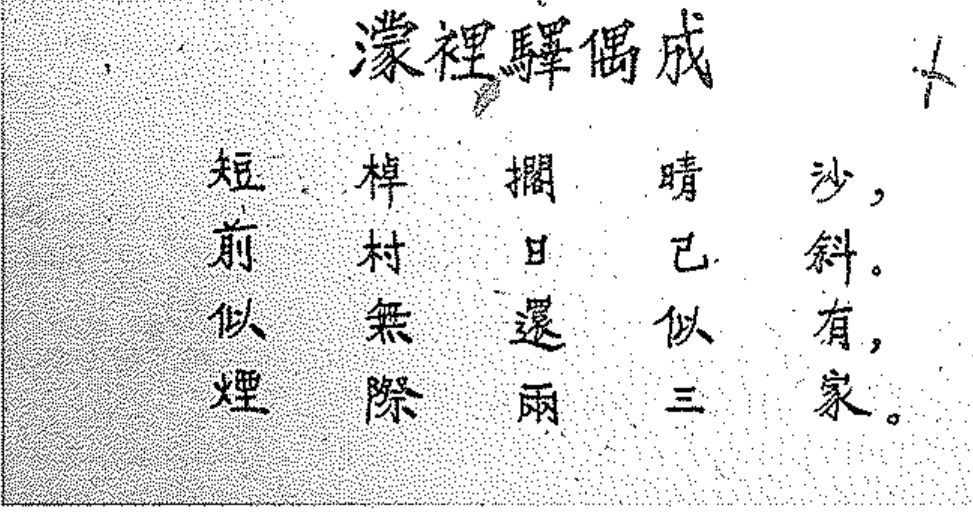 濛裡驛偶成
短棹擱晴沙，
前村日己斜。
似無還似有，
煙際兩三家。